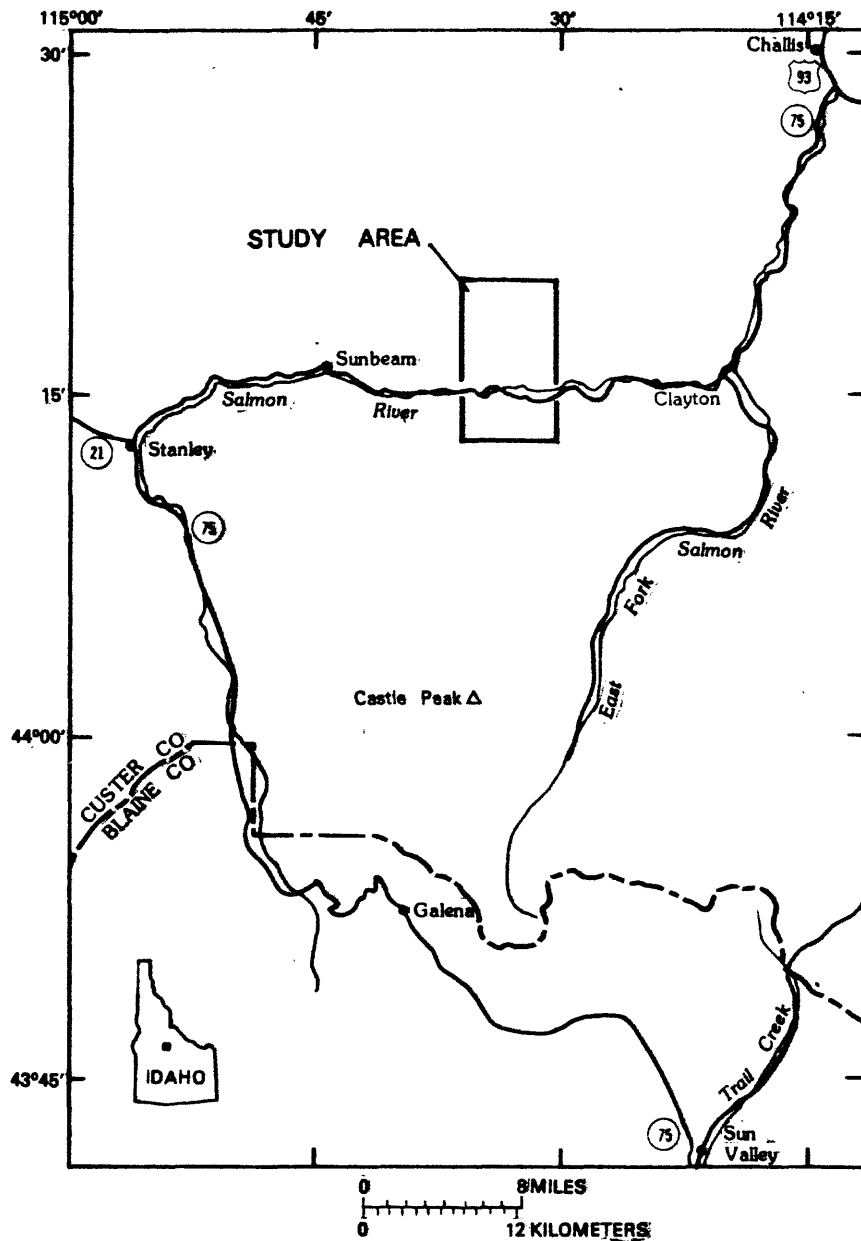 115°00' 45' 30' 114°15'
30'
Challis
93
75
STUDY AREA
Sunbeam
15'
Salmon River
Clayton
21
Stanley
75
Salmon River
Fork
East
Castle Peak
44°00'
CUSTER CO
BLAINE CO.
Galena
IDAHO
43°45'
Trail Creek
75
Sun
Valley
0 8 MILES
0 12 KILOMETERS